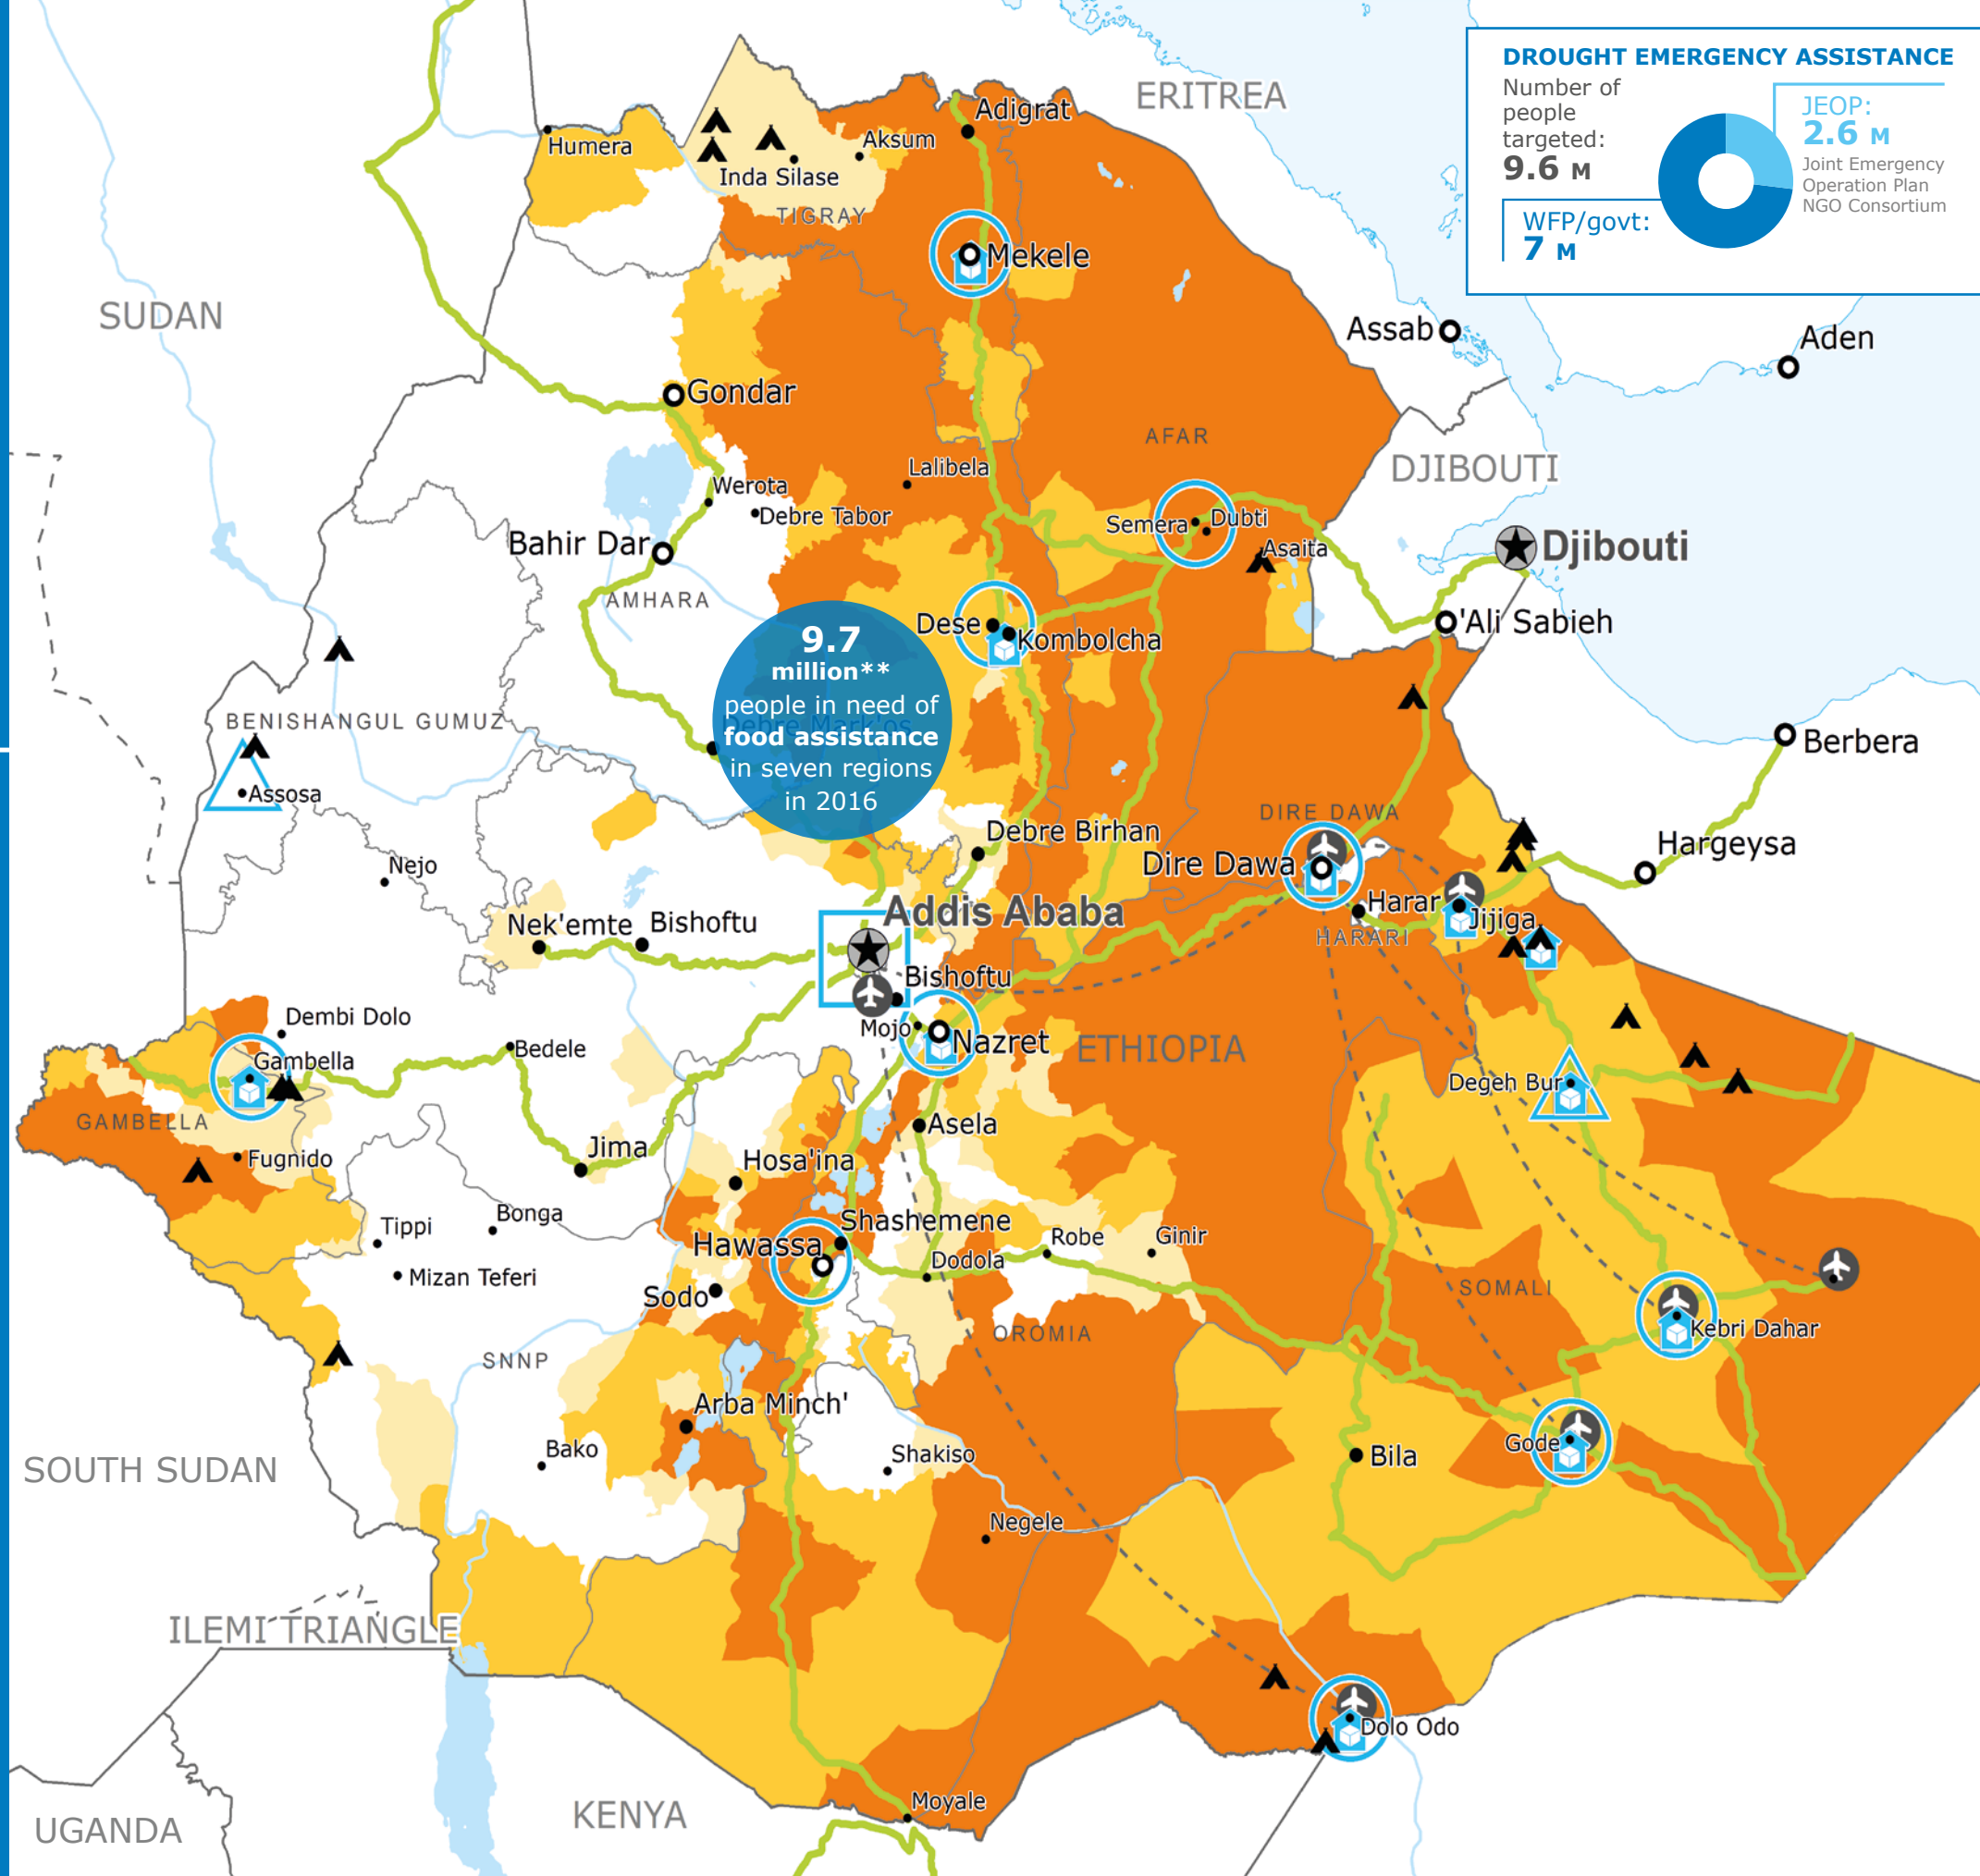 DROUGHT EMERGENCY ASSISTANCE
Number of
people
targeted:
9.6 M
JEOP:
2.6 M
Joint Emergency
Operation Plan
NGO Consortium
WFP/govt:
7 M
ERITREA
Adigrat
Humera
Aksum
Inda Silase
TIGRAY
Mekele
SUDAN
Assab
Aden
Gondar
AFAR
Lalibela
DJIBOUTI
Werota
Debre Tabor
Semera
Dubti
Bahir Dar
Asaita
Djibouti
AMHARA
Dese
Kombolcha
'Ali Sabieh
9.7
million**
people in need of
Debre Mark'os
food assistance
in seven regions
in 2016
BENISHANGUL GUMUZ
Berbera
Assosa
DIRE DAWA
Debre Birhan
Hargeysa
Nejo
Dire Dawa
Harar
Addis Ababa
Nek'emte
Bishoftu
Jijiga
HARARI
Bishoftu
Dembi Dolo
Mojo
Nazret
ETHIOPIA
Bedele
Gambella
Degeh Bur
GAMBELLA
Asela
Jima
Fugnido
Hosa'ina
Bonga
Tippi
Shashemene
Robe
Ginir
Hawassa
Dodola
Mizan Teferi
SOMALI
Sodo
OROMIA
Kebri Dahar
SNNP
Arba Minch'
Gode
Bako
Shakiso
Bila
SOUTH SUDAN
Negele
ILEMI TRIANGLE
Dolo Odo
Moyale
KENYA
UGANDA